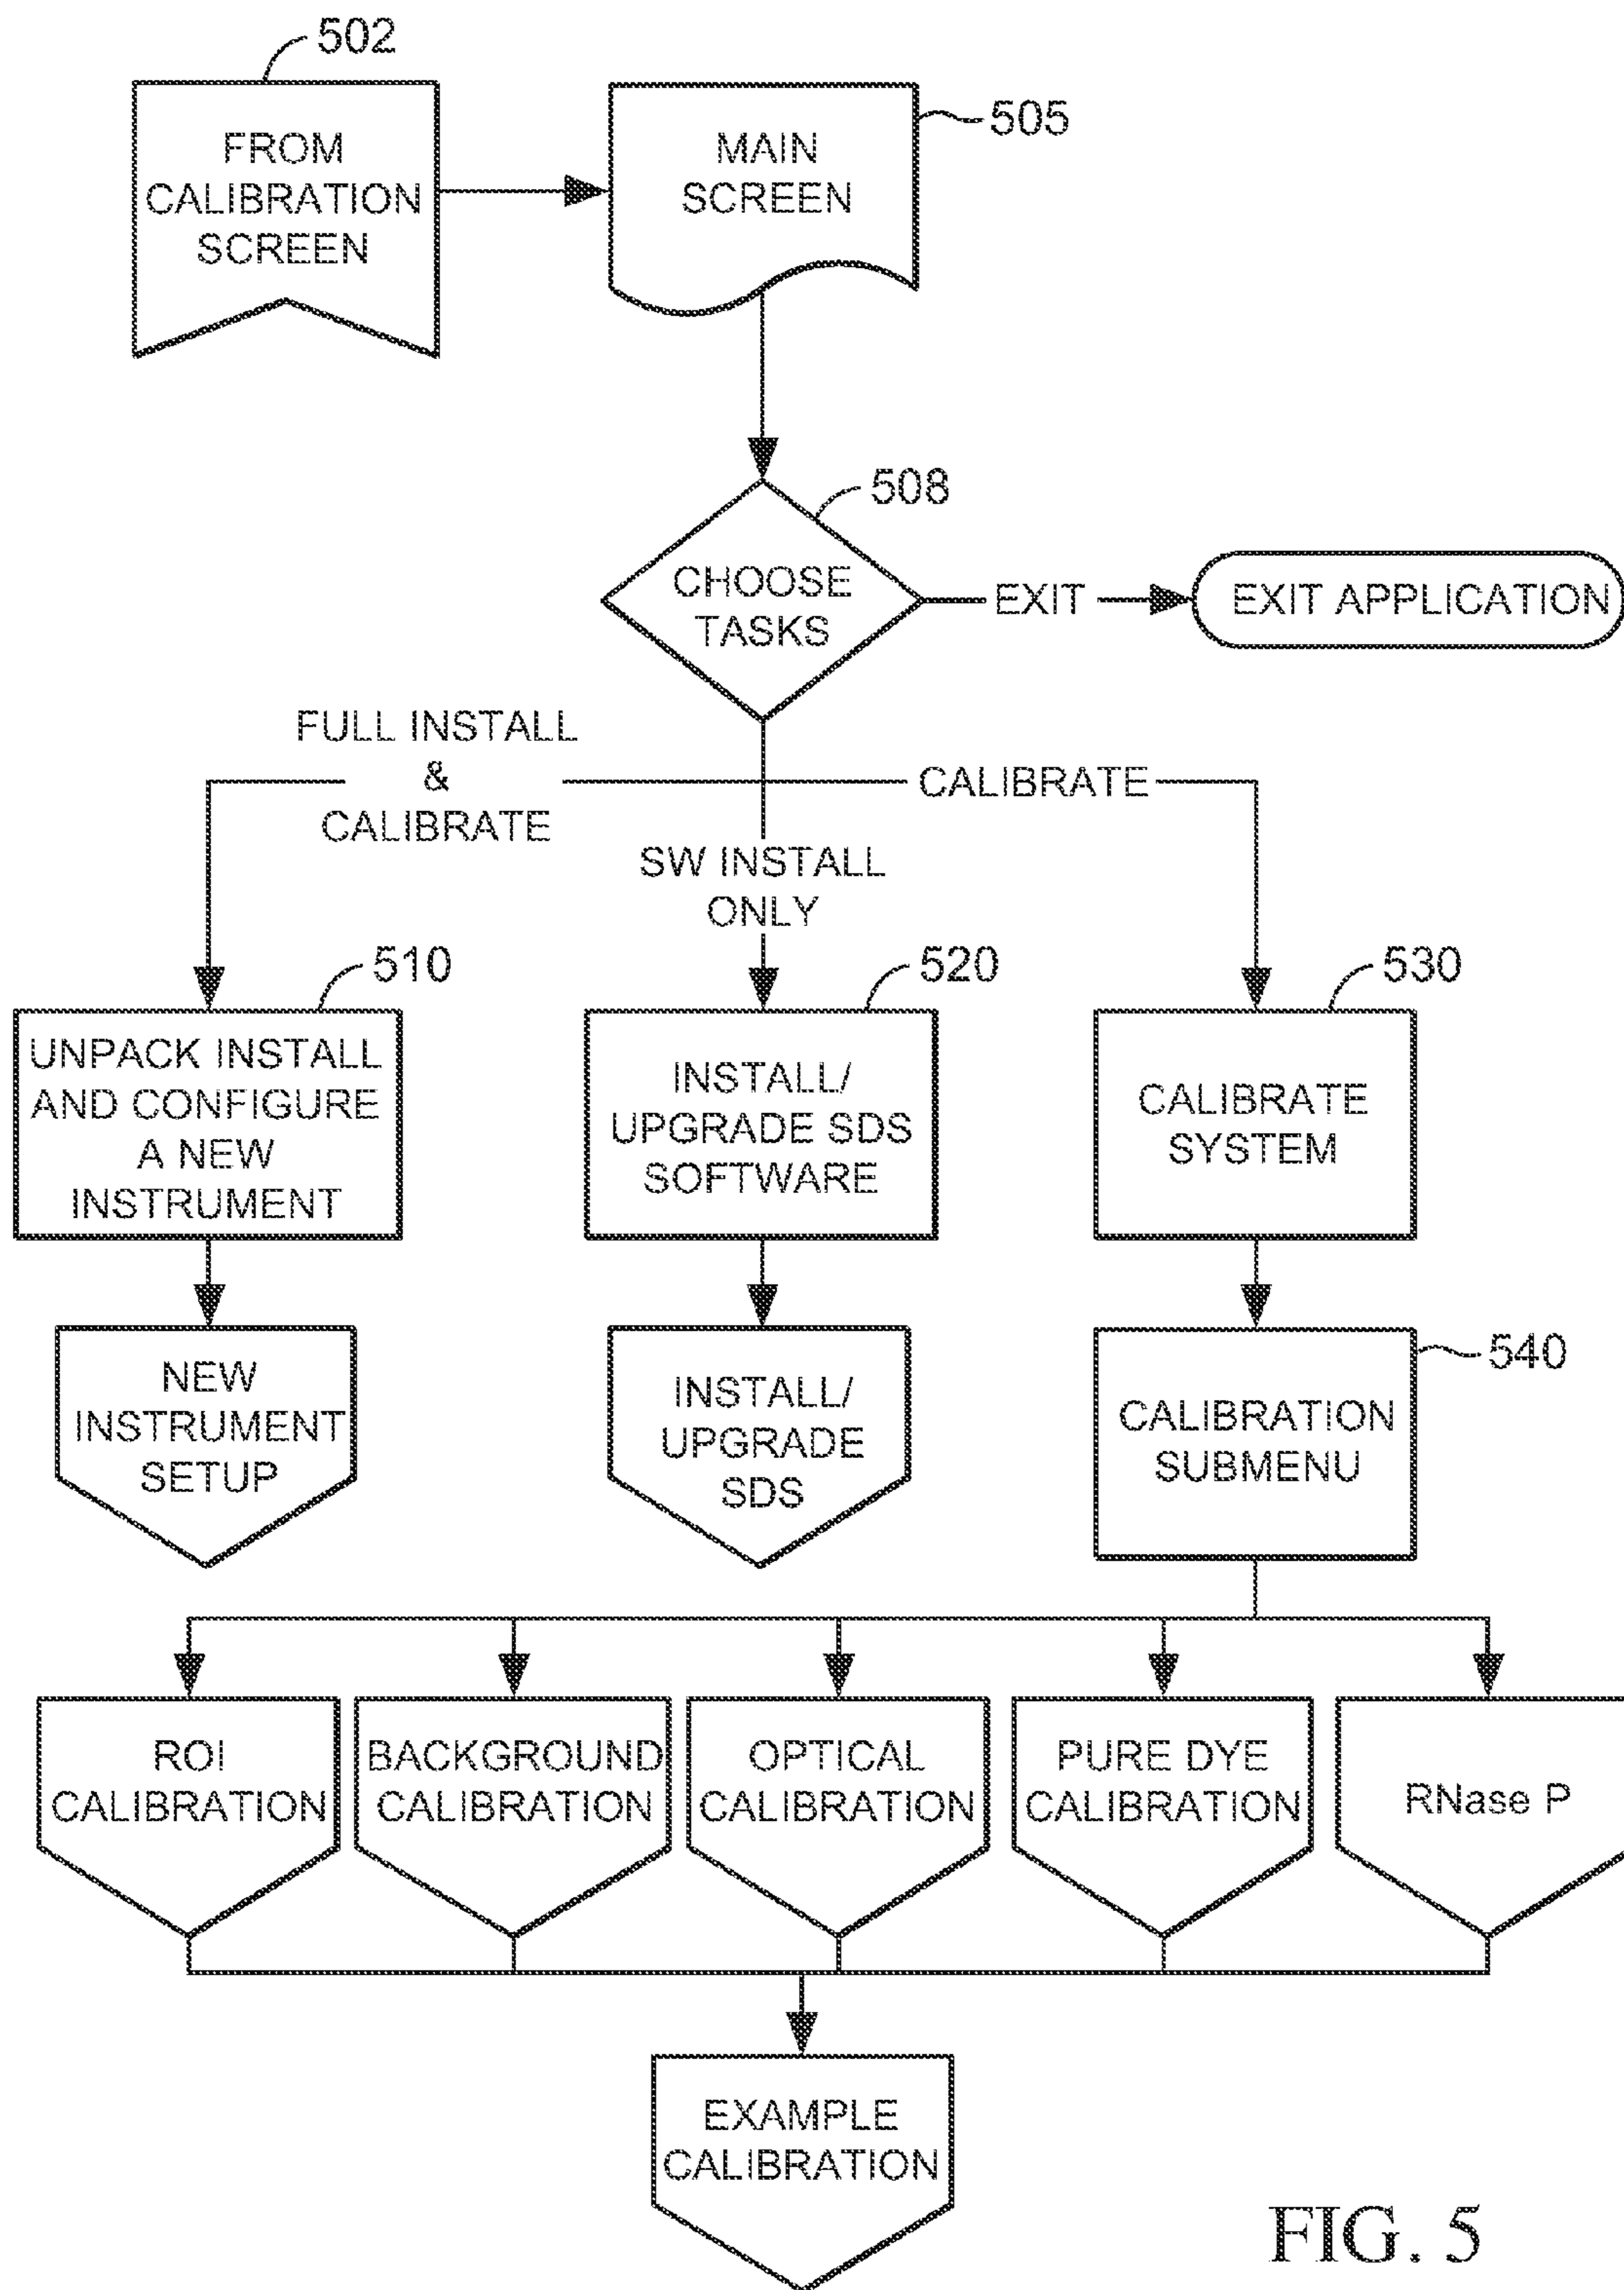 502
FROM
CALIBRATION
SCREEN
MAIN
SCREEN
505
508
CHOOSE
TASKS
EXIT
EXIT APPLICATION
FULL INSTALL
&
CALIBRATE
SW INSTALL
ONLY
CALIBRATE
510
UNPACK INSTALL
AND CONFIGURE
A NEW
INSTRUMENT
520
INSTALL/
UPGRADE SDS
SOFTWARE
530
CALIBRATE
SYSTEM
NEW
INSTRUMENT
SETUP
INSTALL/
UPGRADE
SDS
540
CALIBRATION
SUBMENU
ROI
CALIBRATION
BACKGROUND
CALIBRATION
OPTICAL
CALIBRATION
PURE DYE
CALIBRATION
RNase P
EXAMPLE
CALIBRATION
FIG. 5